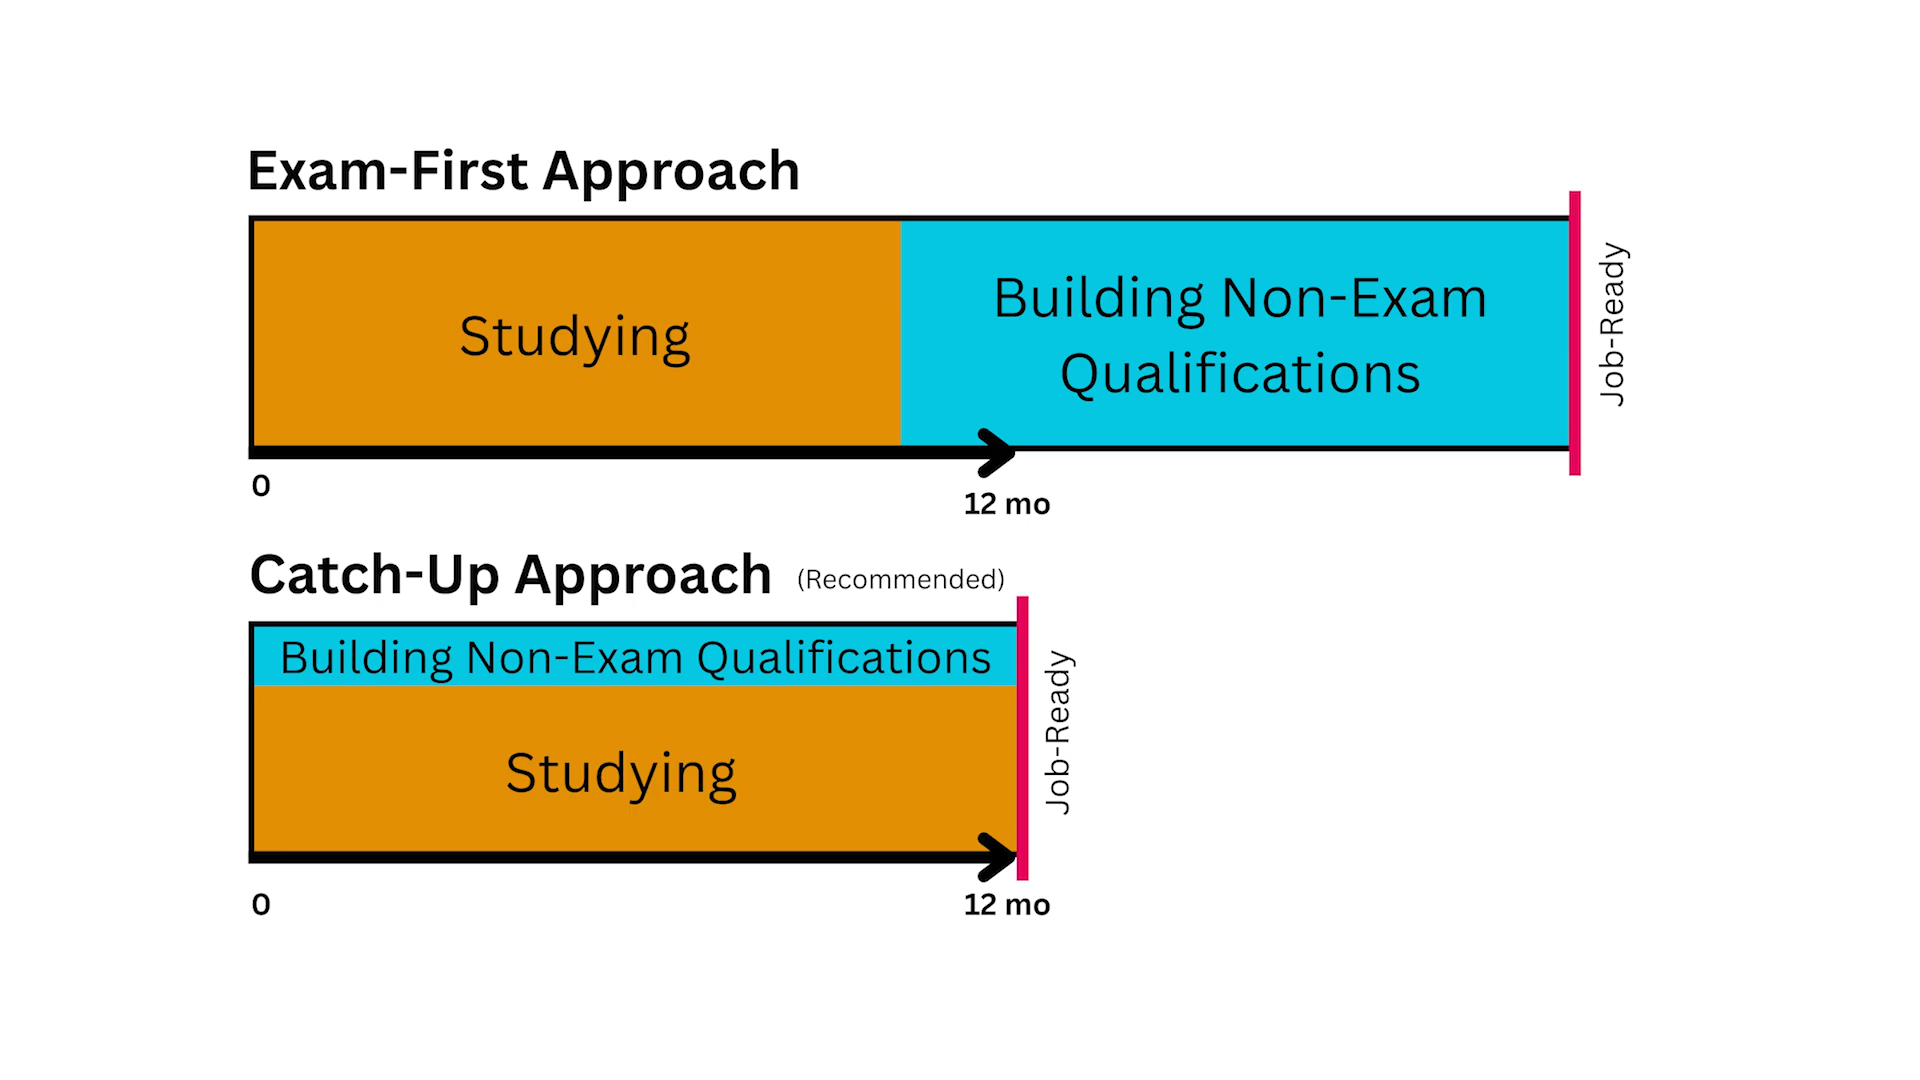 Exam-First Approach
Studying
Building Non-Exam
Qualifications
Job-Ready
0
12 mo
Catch-Up Approach (Recommended)
Building Non-Exam Qualifications
Studying
Job-Ready
0
12 mo